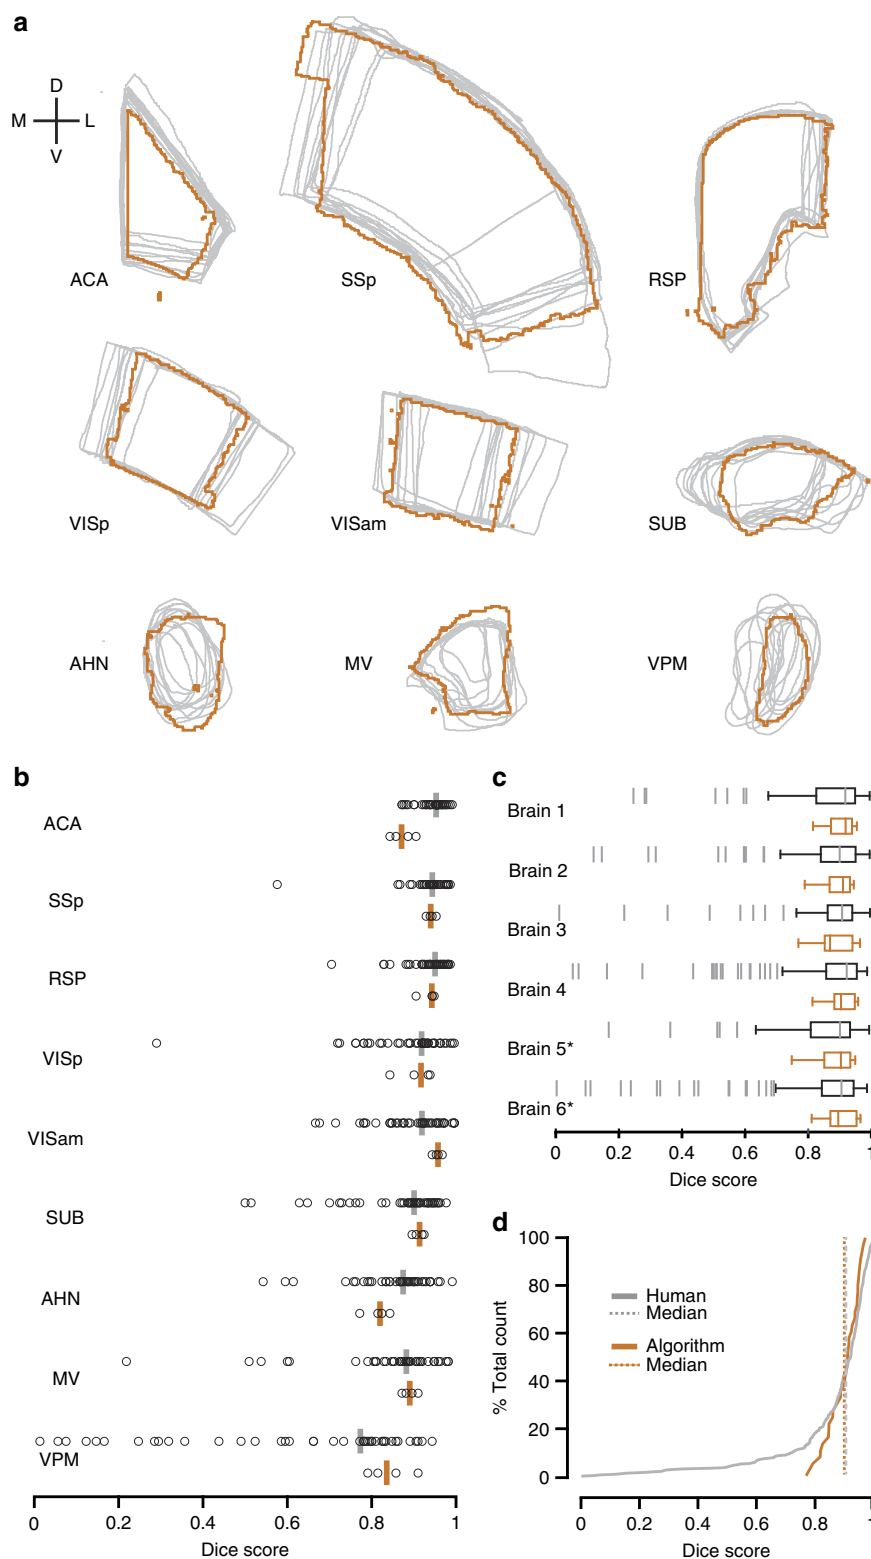 a
D
M L
V
ACA
SSp
RSP
VISp
VISam
SUB
AHN
MV
VPM
b
ACA
SSp
RSP
VISp
VISam
SUB
AHN
MV
VPM
0 0.2 0.4 0.6 0.8 1
Dice score
c
Brain 1
Brain 2
Brain 3
Brain 4
Brain 5*
Brain 6*
0 0.2 0.4 0.6 0.8 1
Dice score
d
100
80
60
40
20
0
% Total count
Human
Median
Algorithm
Median
0 0.2 0.4 0.6 0.8 1
Dice score